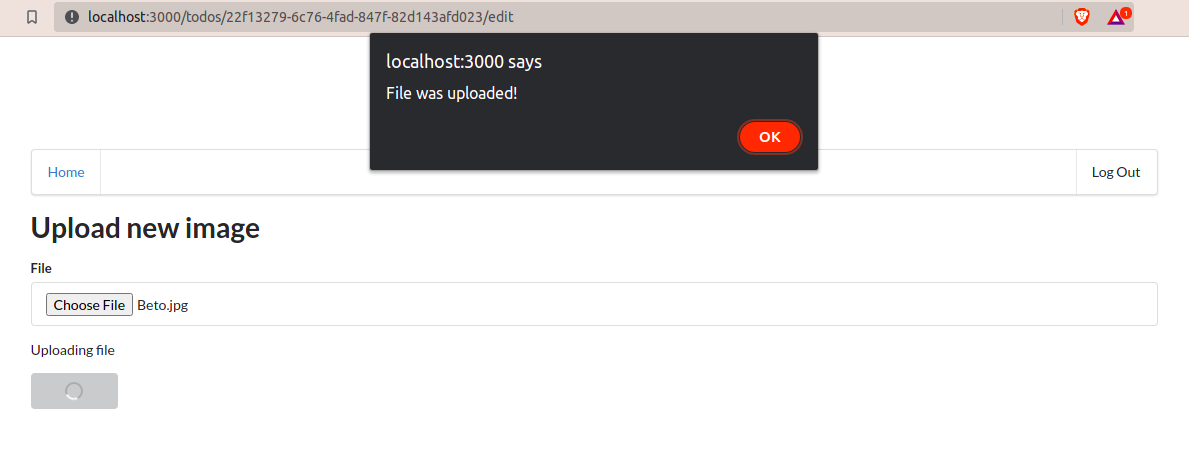 localhost:3000/todos/22f13279-6c76-4fad-847f-82d143afd023/edit
1
localhost:3000 says
File was uploaded!
OK
Home
Log Out
Upload new image
File
Choose File Beto.jpg
Uploading file